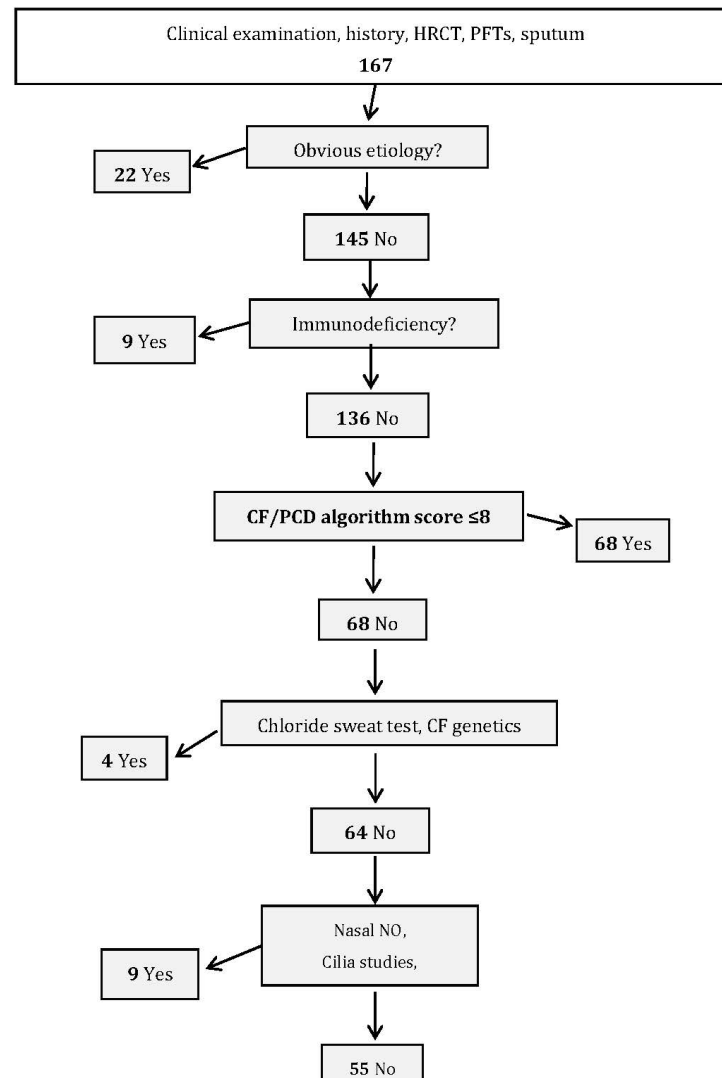 Clinical examination, history, HRCT, PFTs, sputum
167
Obvious etiology?
22 Yes
145 No
Immunodeficiency?
9 Yes
136 No
CF/PCD algorithm score ≤8
68 Yes
68 No
Chloride sweat test, CF genetics
4 Yes
64 No
Nasal NO,
Cilia studies,
9 Yes
55 No